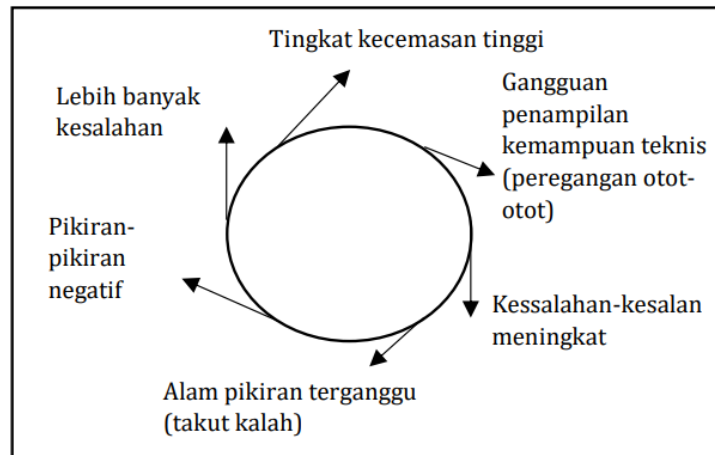 Tingkat kecemasan tinggi
Gangguan
penampilan
kemampuan teknis
(peregangan otot-
otot)
Kessalahan-kesalan
meningkat
Alam pikiran terganggu
(takut kalah)
Pikiran-
pikiran
negatif
Lebih banyak
kesalahan